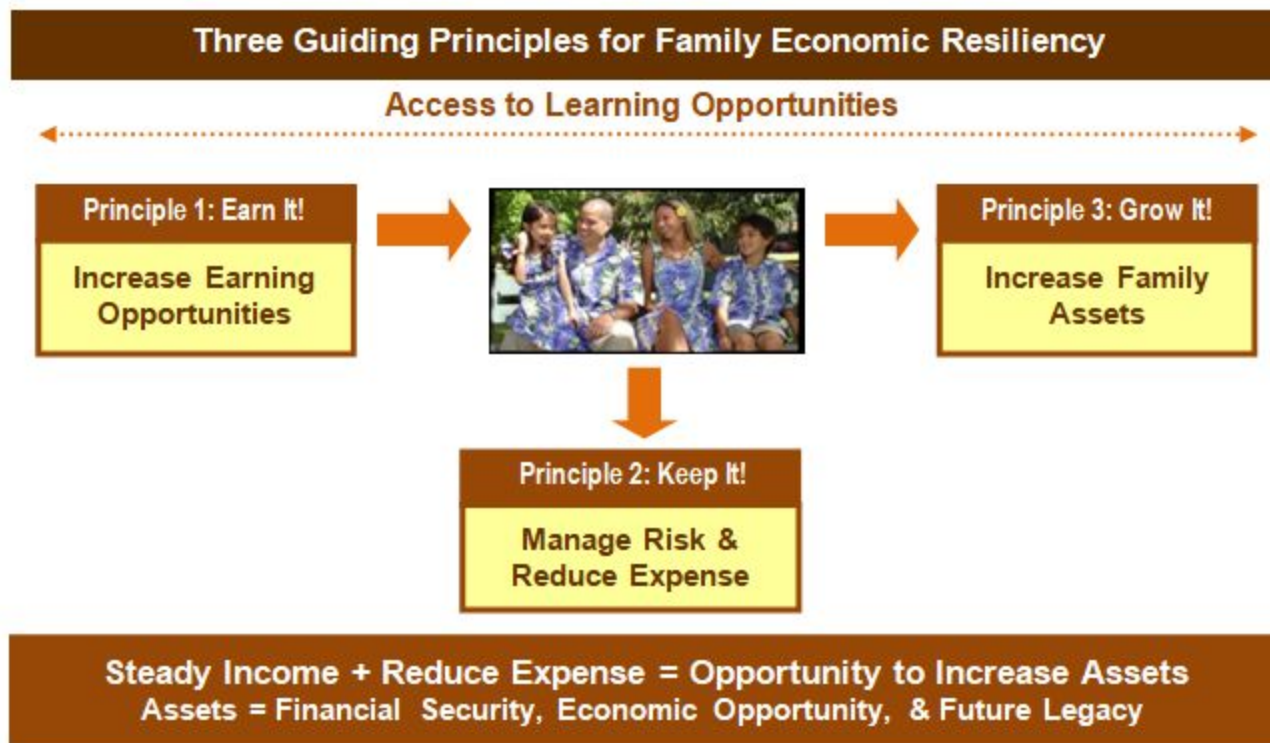 Three Guiding Principles for Family Economic Resiliency
Access to Learning Opportunities
Principle 1: Earn It!
Increase Earning
Opportunities
Principle 3: Grow It!
Increase Family
Assets
Principle 2: Keep It!
Manage Risk &
Reduce Expense
Steady Income + Reduce Expense = Opportunity to Increase Assets
Assets = Financial Security, Economic Opportunity, & Future Legacy